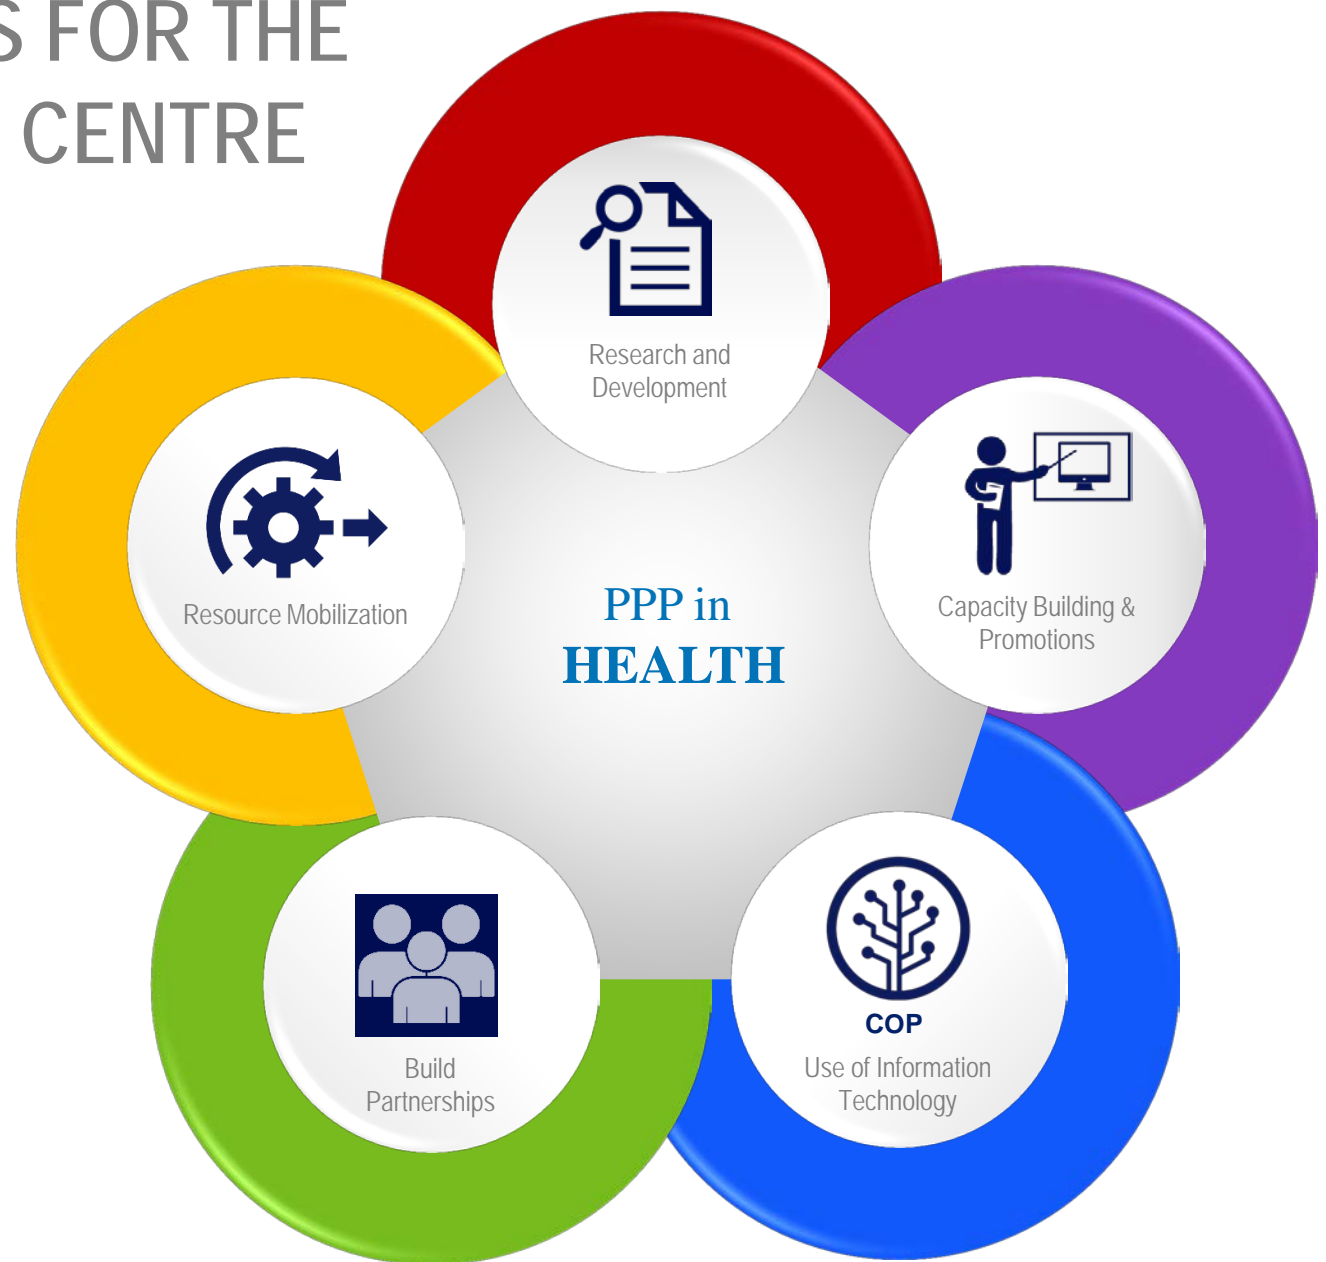 S FOR THE
CENTRE
Research and
Development
Resource Mobilization
Capacity Building &
Promotions
PPP in
HEALTH
COP
Use of Information
Technology
Build
Partnerships